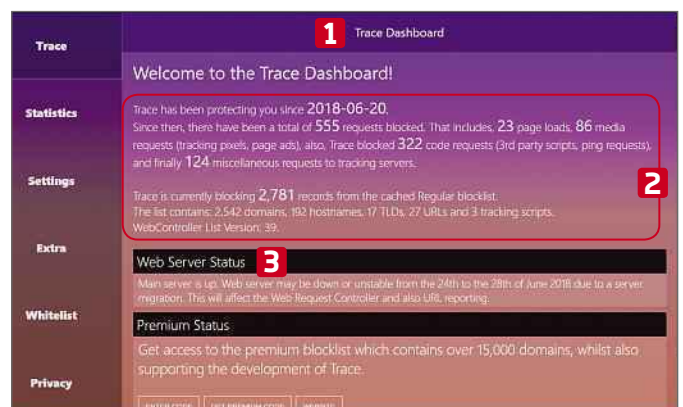 Trace
Statistics
Settings
Extra
Whitelist
Privacy
1
Trace Dashboard
Welcome to the Trace Dashboard!
Trace has been protecting you since 2018-06-20.
Since then, there have been a total of 555 requests blocked. That includes, 23 page loads, 86 media
requests (tracking pixels, page ads), also, Trace blocked 322 code requests (3rd party scripts, ping requests),
and finally 124 miscellaneous requests to tracking servers.
Trace is currently blocking 2,781 records from the cached Regular blocklist.
The list contains: 2,542 domains, 192 hostnames, 17 TLDs, 27 URLs and 3 tracking scripts.
WebController List Version: 39.
2
Web Server Status
3
Main server is up. Web server may be down or unstable from the 24th to the 28th of June 2018 due to a server
migration. This will affect the Web Request Controller and also URL reporting.
Premium Status
Get access to the premium blocklist which contains over 15,000 domains, whilst also
supporting the development of Trace.
ENTER CODE
GET PREMIUM CODE
WEBSITE